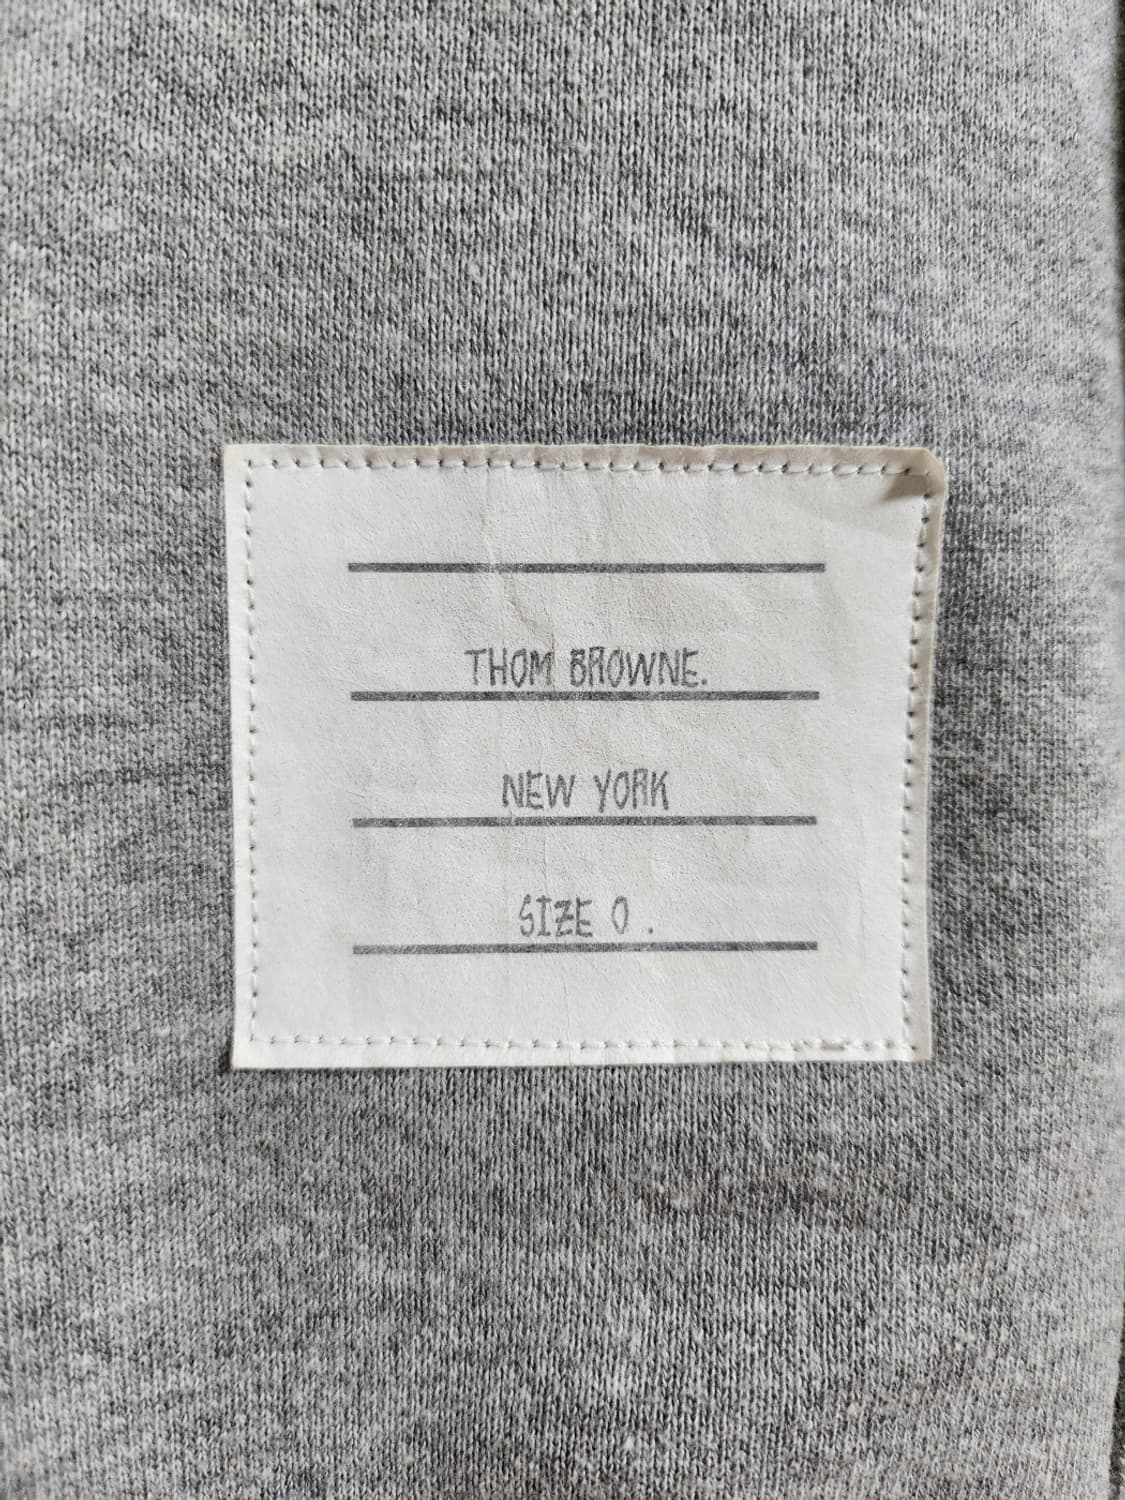 THOM BROWNE.
NEW YORK
SIZE 0 .